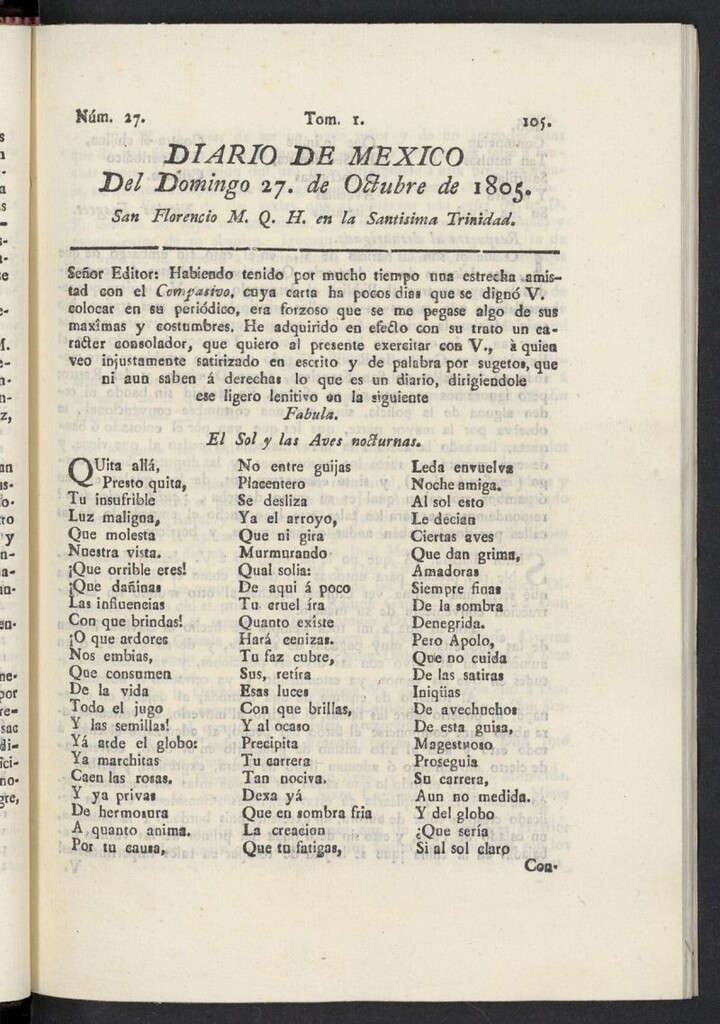 Núm. 27. Tom. 1. 105.
DIARIO DE MEXICO
Del Domingo 27. de Octubre de 1805.
San Florencio M. Q. H. en la Santisima Trinidad.
Señor Editor: Habiendo tenido por mucho tiempo una estrecha amis-
tad con el Compasivo, cuya carta ha pocos dias que se dignó V.
colocar en su periódico, era forzoso que se me pegase algo de sus
maximas y costumbres. He adquirido en efecto con su trato un ca-
racter consolador, que quiero al presente exercitar con V., à quien
veo injustamente satirizado en escrito y de palabra por sugetos, que
ni aun saben á derechas lo que es un diario, dirigiendole
ese ligero lenitivo en la siguiente
Fabula.
El Sol y las Aves nocturnas.
QUita allá,
Presto quita,
Tu insufrible
Luz maligna,
Que molesta
Nuestra vista.
¡Que orrible eres!
¡Que dañinas
Las influencias
Con que brindas!
¡O que ardores
Nos embias,
Que consumen
De la vida
Todo el jugo
Y las semillas!
Yá arde el globo:
Ya marchitas
Caen las rosas.
Y ya privas
De hermosura
A quanto anima.
Por tu causa,
No entre guijas
Placentero
Se desliza
Ya el arroyo,
Que ni gira
Murmurando
Qual solia:
De aqui á poco
Tu cruel íra
Quanto existe
Hará cenizas.
Tu faz cubre,
Sus, retíra
Esas luces
Con que brillas,
Y al ocaso
Precipita
Tu carrera
Tan nociva.
Dexa yá
Que en sombra fria
La creacion
Que tu fatigas,
Leda envuelva
Noche amiga.
Al sol esto
Le decian
Ciertas aves
Que dan grima,
Amadoras
Siempre finas
De la sombra
Denegrida.
Pero Apolo,
Que no cuida
De las satiras
Iniqüas
De avechuchos
De esta guisa,
Magestuoso
Proseguia
Su carrera,
Aun no medida.
Y del globo
¿Que sería
Si al sol claro
Con-